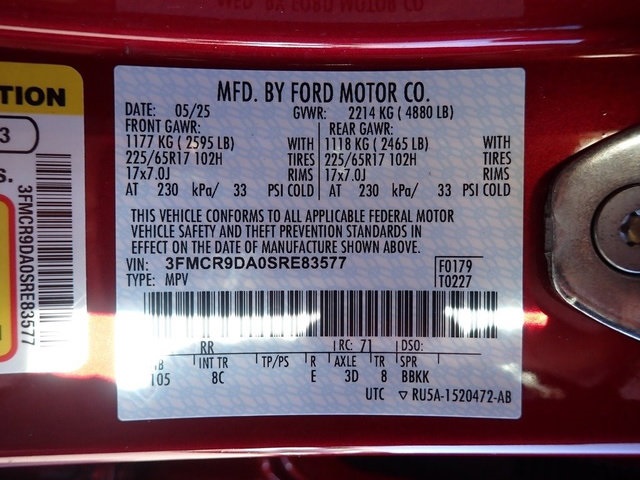 MFD. BY FORD MOTOR CO.
DATE: 05/25 GVWR: 2214 KG ( 4880 LB)
FRONT GAWR: REAR GAWR:
1177 KG ( 2595 LB) WITH 1118 KG ( 2465 LB) WITH
225/65R17 102H TIRES 225/65R17 102H TIRES
17x7.0J RIMS 17x7.0J RIMS
AT 230 kPa/ 33 PSI COLD AT 230 kPa/ 33 PSI COLD
THIS VEHICLE CONFORMS TO ALL APPLICABLE FEDERAL MOTOR
VEHICLE SAFETY AND THEFT PREVENTION STANDARDS IN
EFFECT ON THE DATE OF MANUFACTURE SHOWN ABOVE.
VIN: 3FMCR9DA0SRE83577 F0179
TYPE: MPV T0227
RR RC: 71 DSO:
INT TR TP/PS R AXLE TR SPR
105 8C E 3D 8 BBKK
UTC ▽ RU5A-1520472-AB
TION
3
s.
3FMCR9DA0SRE83577